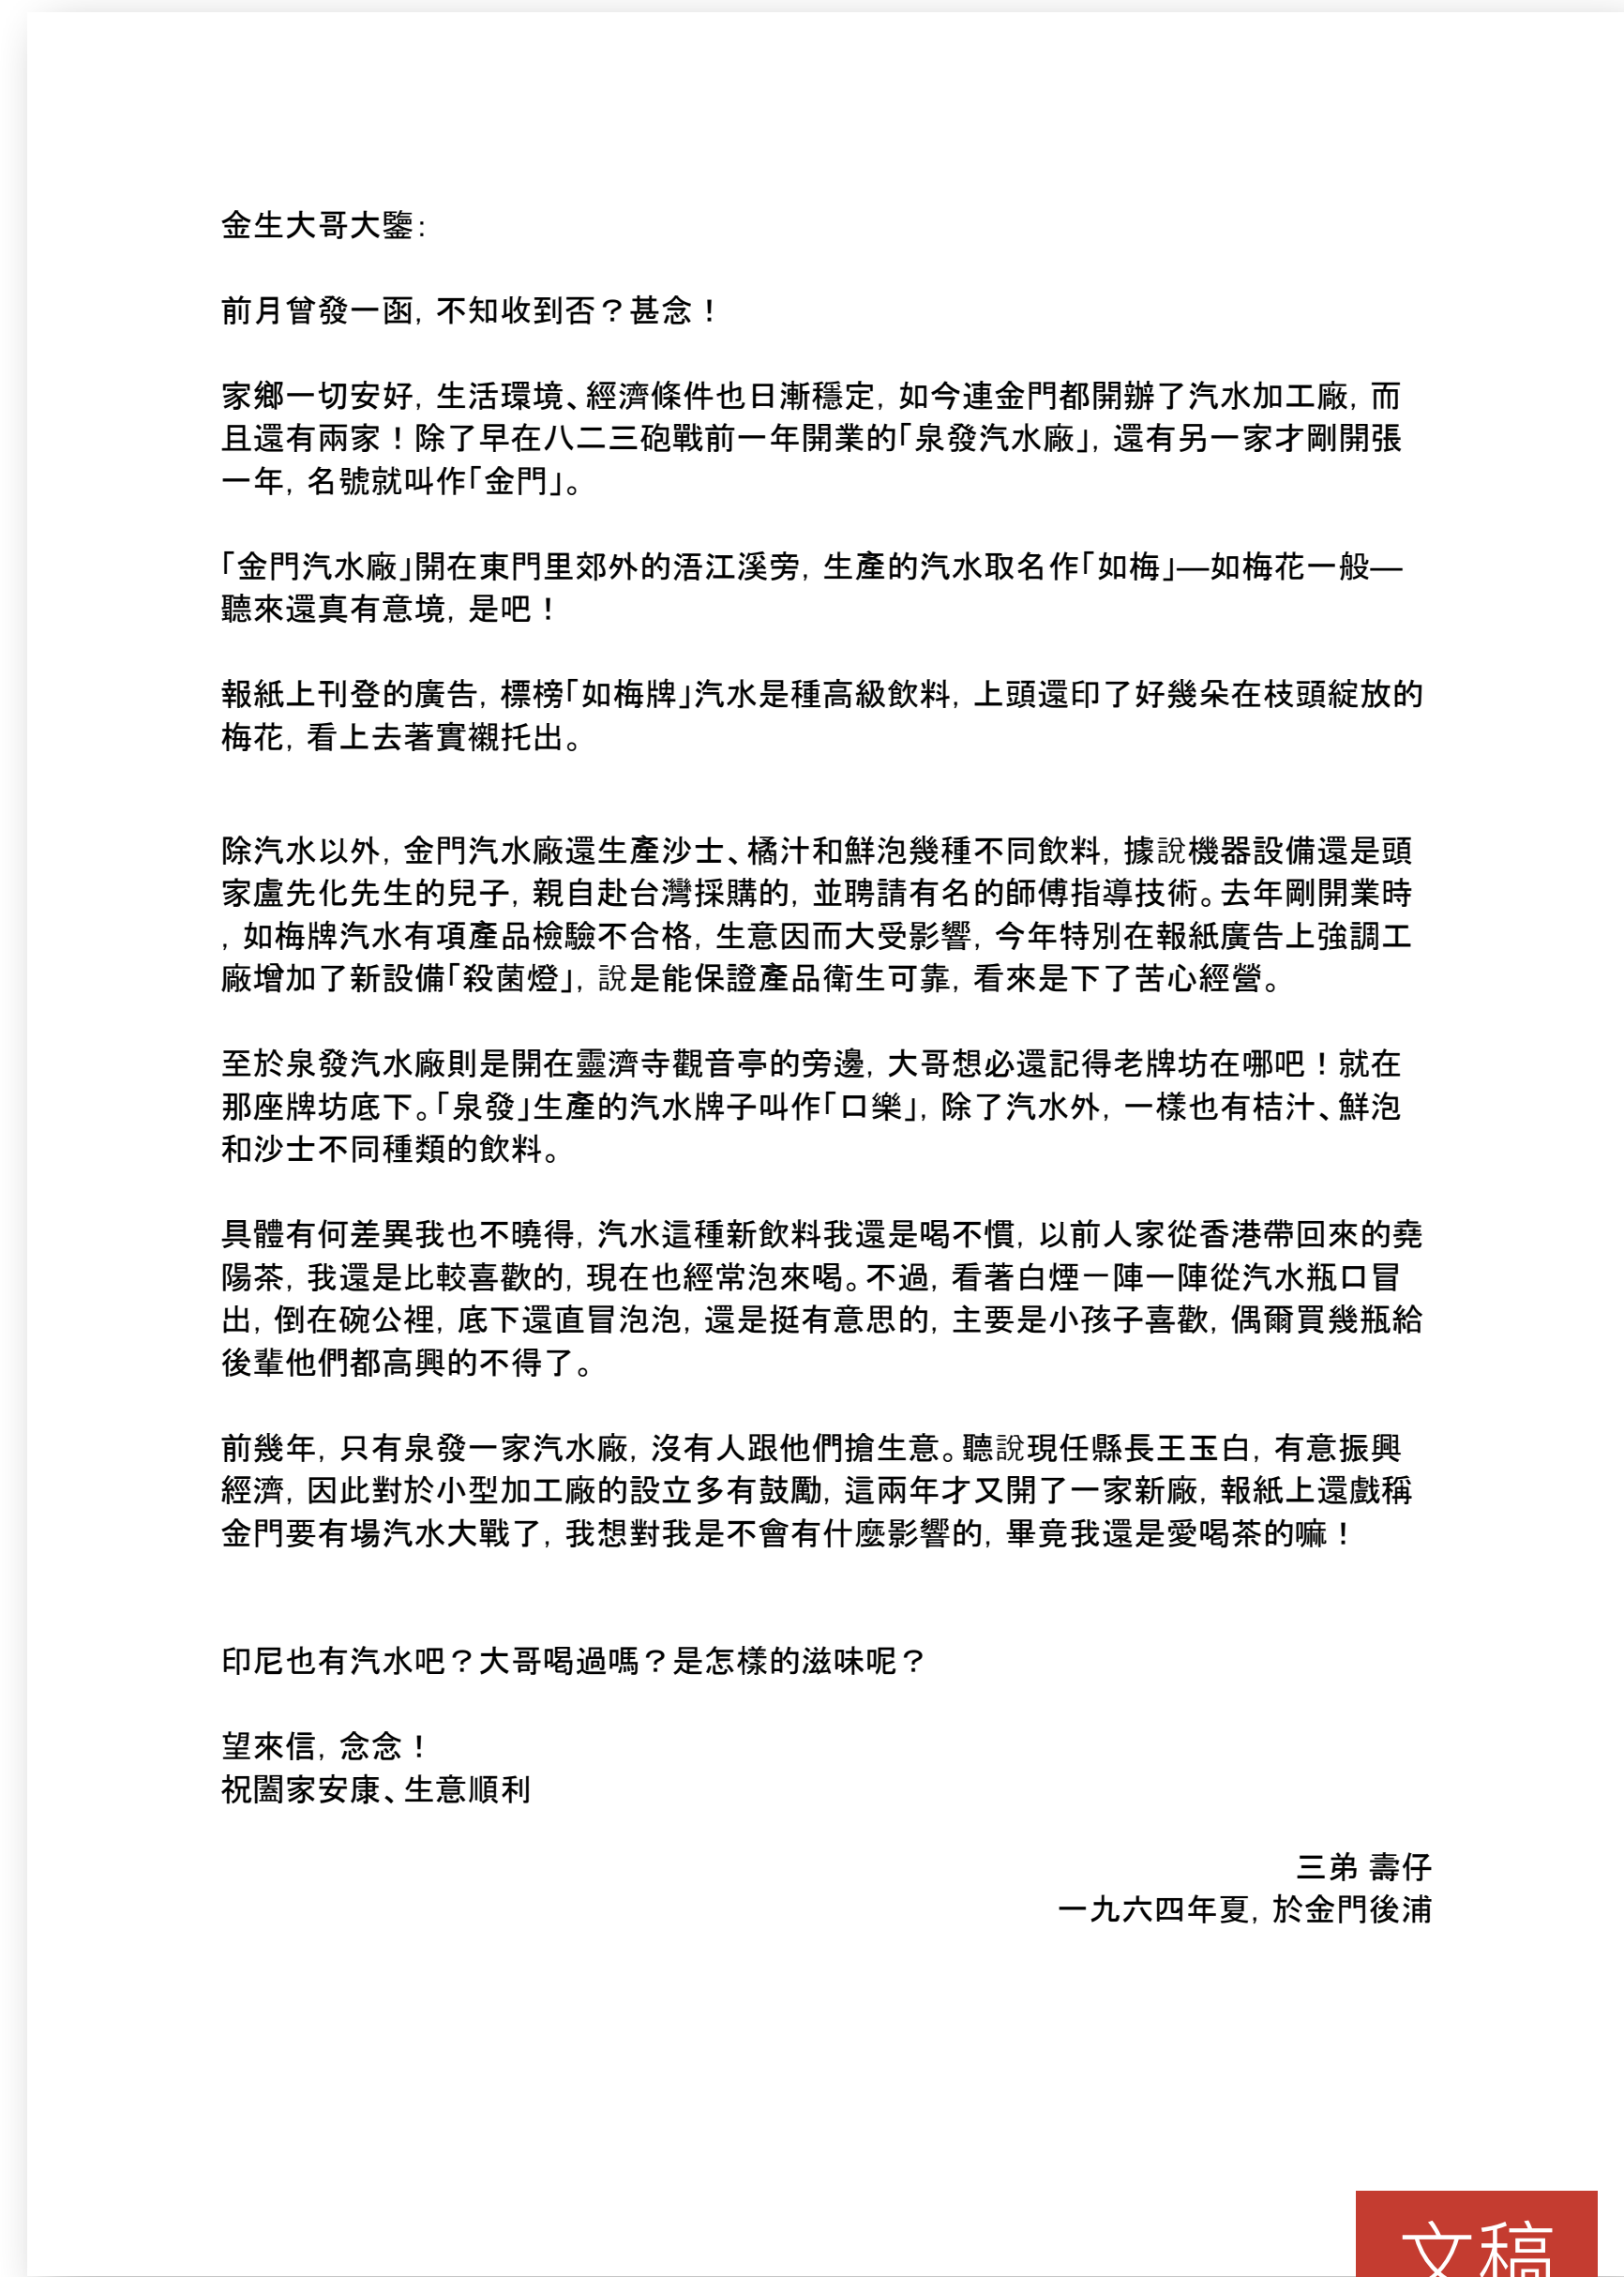 金生大哥大鑒：
前月曾發一函，不知收到否？甚念！
家鄉一切安好，生活環境、經濟條件也日漸穩定，如今連金門都開辦了汽水加工廠，而
且還有兩家！除了早在八二三砲戰前一年開業的「泉發汽水廠」，還有另一家才剛開張
一年，名號就叫作「金門」。
「金門汽水廠」開在東門里郊外的浯江溪旁，生產的汽水取名作「如梅」—如梅花一般—
聽來還真有意境，是吧！
報紙上刊登的廣告，標榜「如梅牌」汽水是種高級飲料，上頭還印了好幾朵在枝頭綻放的
梅花，看上去著實襯托出。
除汽水以外，金門汽水廠還生產沙士、橘汁和鮮泡幾種不同飲料，據說機器設備還是頭
家盧先化先生的兒子，親自赴台灣採購的，並聘請有名的師傅指導技術。去年剛開業時
，如梅牌汽水有項產品檢驗不合格，生意因而大受影響，今年特別在報紙廣告上強調工
廠增加了新設備「殺菌燈」，說是能保證產品衛生可靠，看來是下了苦心經營。
至於泉發汽水廠則是開在靈濟寺觀音亭的旁邊，大哥想必還記得老牌坊在哪吧！就在
那座牌坊底下。「泉發」生產的汽水牌子叫作「口樂」，除了汽水外，一樣也有桔汁、鮮泡
和沙士不同種類的飲料。
具體有何差異我也不曉得，汽水這種新飲料我還是喝不慣，以前人家從香港帶回來的堯
陽茶，我還是比較喜歡的，現在也經常泡來喝。不過，看著白煙一陣一陣從汽水瓶口冒
出，倒在碗公裡，底下還直冒泡泡，還是挺有意思的，主要是小孩子喜歡，偶爾買幾瓶給
後輩他們都高興的不得了。
前幾年，只有泉發一家汽水廠，沒有人跟他們搶生意。聽說現任縣長王玉白，有意振興
經濟，因此對於小型加工廠的設立多有鼓勵，這兩年才又開了一家新廠，報紙上還戲稱
金門要有場汽水大戰了，我想對我是不會有什麼影響的，畢竟我還是愛喝茶的嘛！
印尼也有汽水吧？大哥喝過嗎？是怎樣的滋味呢？
望來信，念念！
祝闔家安康、生意順利
三弟 壽仔
一九六四年夏，於金門後浦
文稿